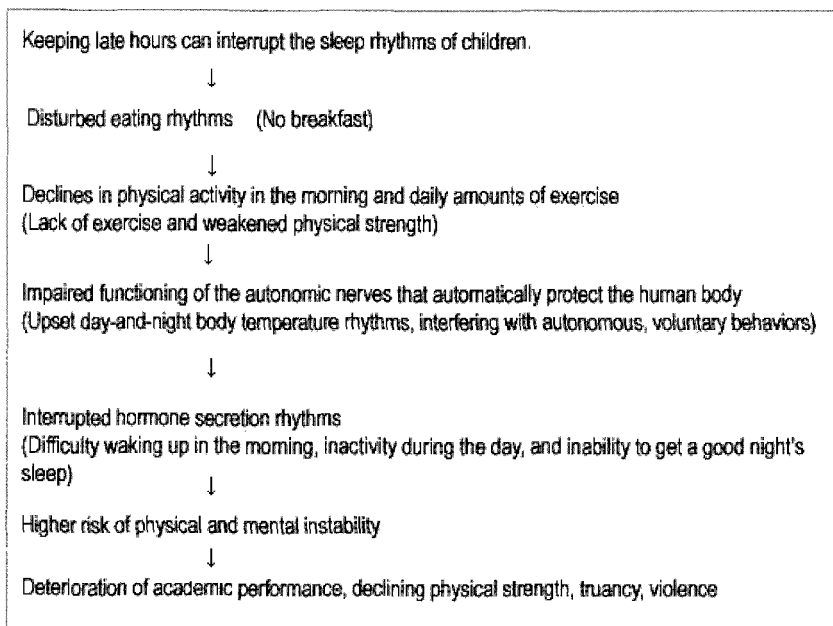 Keeping late hours can interrupt the sleep rhythms of children.
↓
Disturbed eating rhythms (No breakfast)
↓
Declines in physical activity in the morning and daily amounts of exercise
(Lack of exercise and weakened physical strength)
↓
Impaired functioning of the autonomic nerves that automatically protect the human body
(Upset day-and-night body temperature rhythms, interfering with autonomous, voluntary behaviors)
↓
Interrupted hormone secretion rhythms
(Difficulty waking up in the morning, inactivity during the day, and inability to get a good night's
sleep)
↓
Higher risk of physical and mental instability
↓
Deterioration of academic performance, declining physical strength, truancy, violence